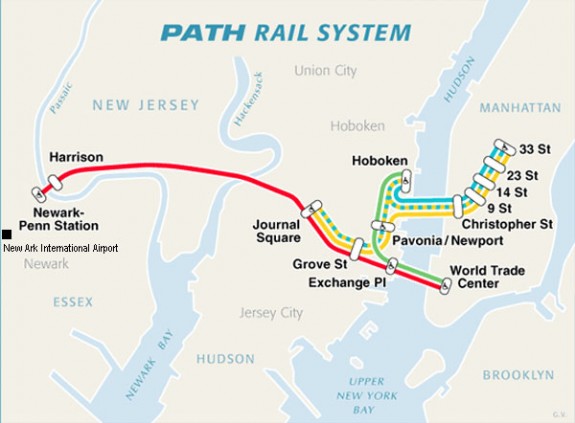 PATH RAIL SYSTEM
Union City
HUDSON
Passaic
NEW JERSEY
Hackensack
MANHATTAN
Hoboken
33 St
Harrison
Hoboken
23 St
14 St
9 St
Newark-
Penn Station
Journal
Square
Christopher St
Pavonia/Newport
New Ark International Airport
Newark
Grove St
World Trade
Center
Exchange Pl
ESSEX
Jersey City
NEWARK BAY
HUDSON
UPPER
NEW YORK
BAY
BROOKLYN
G.V.